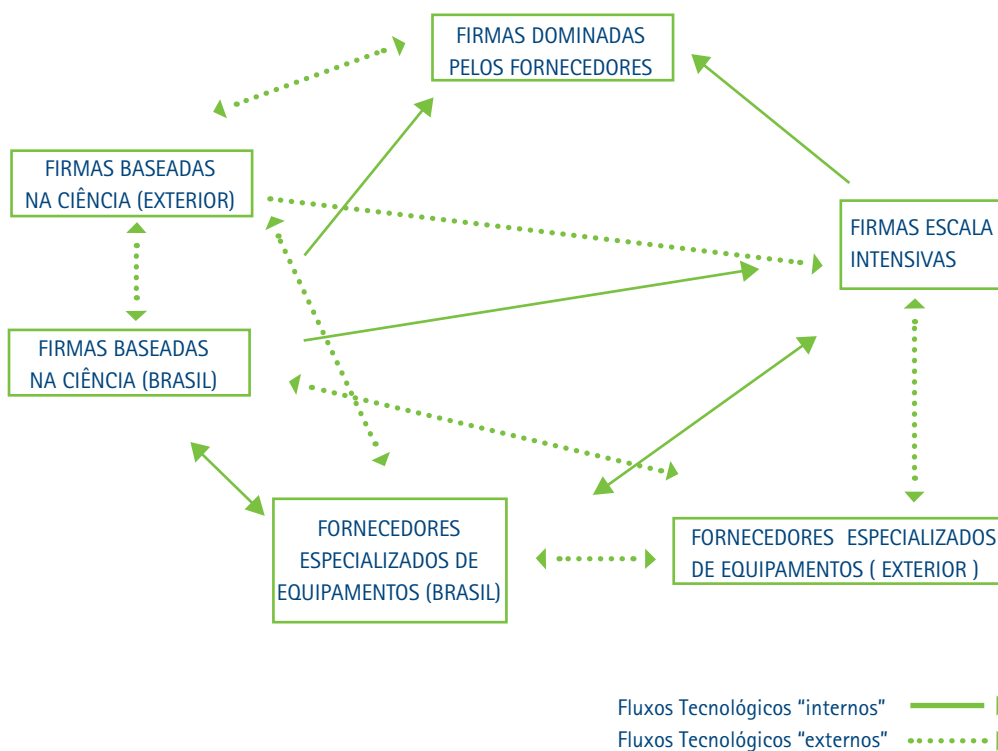 FIRMAS DOMINADAS
PELOS FORNECEDORES
FIRMAS BASEADAS
NA CIÊNCIA (EXTERIOR)
FIRMAS ESCALA
INTENSIVAS
FIRMAS BASEADAS
NA CIÊNCIA (BRASIL)
FORNECEDORES
ESPECIALIZADOS DE
EQUIPAMENTOS (BRASIL)
FORNECEDORES ESPECIALIZADOS
DE EQUIPAMENTOS ( EXTERIOR )
Fluxos Tecnológicos “internos”
Fluxos Tecnológicos “externos”